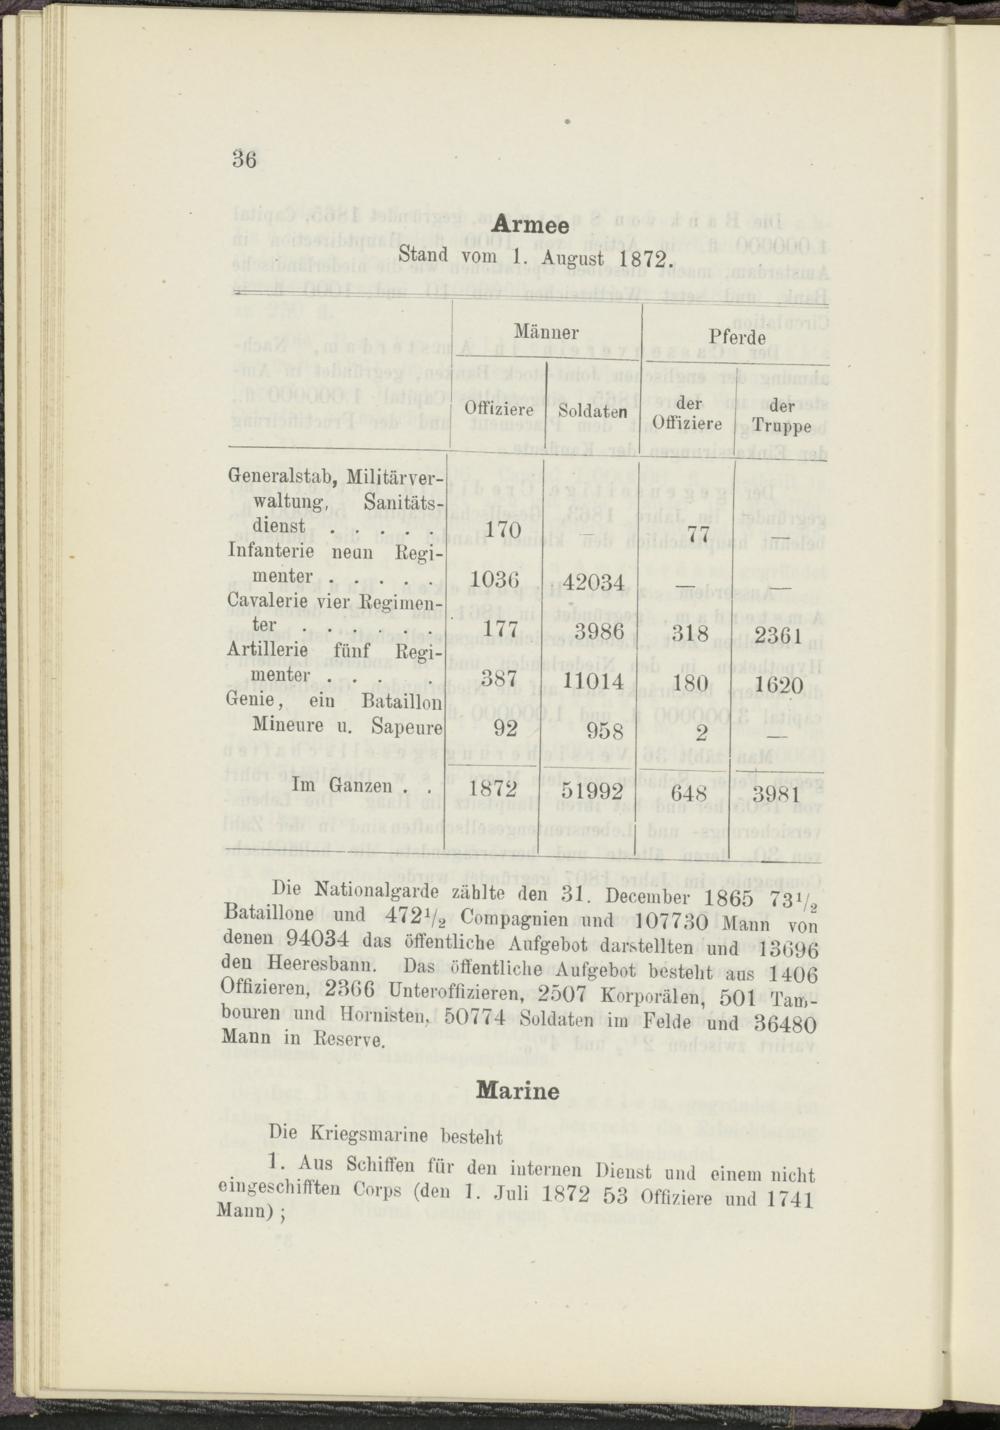 36
Armee
Stand vom 1. August 1872.
Männer Pferde
Offiziere Soldaten der Offiziere der Truppe
Generalstab, Militärver-
waltung, Sanitäts-
dienst . . . . . 170 — 77 —
Infanterie neun Regi-
menter . . . . . 1036 42034 — —
Cavalerie vier Regimen-
ter . . . . . . 177 3986 318 2361
Artillerie fünf Regi-
menter . . . . 387 11014 180 1620
Genie, ein Bataillon
Mineure u. Sapeure 92 958 2 —
Im Ganzen . . 1872 51992 648 3981
Die Nationalgarde zählte den 31. December 1865 73 1/2
Bataillone und 472 1/2 Compagnien und 107730 Mann von
denen 94034 das öffentliche Aufgebot darstellten und 13696
den Heeresbann. Das öffentliche Aufgebot besteht aus 1406
Offizieren, 2366 Unteroffizieren, 2507 Korporälen, 501 Tam-
bouren und Hornisten, 50774 Soldaten im Felde und 36480
Mann in Reserve.
Marine
Die Kriegsmarine besteht
1. Aus Schiffen für den internen Dienst und einem nicht
eingeschifften Corps (den 1. Juli 1872 53 Offiziere und 1741
Mann) ;